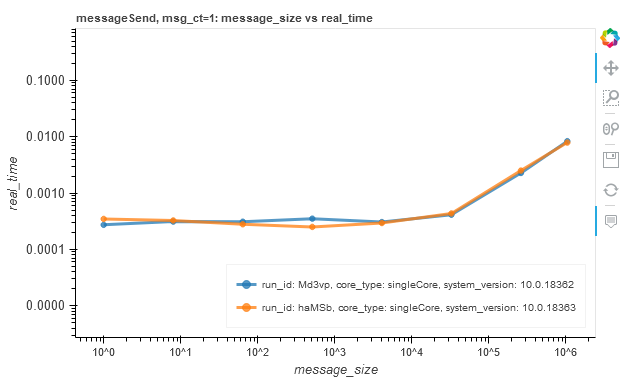 messageSend, msg_ct=1: message_size vs real_time
real_time
0.1000
0.0100
0.0010
0.0001
0.0000
run_id: Md3vp, core_type: singleCore, system_version: 10.0.18362
run_id: haMSb, core_type: singleCore, system_version: 10.0.18363
10^0 10^1 10^2 10^3 10^4 10^5 10^6
message_size